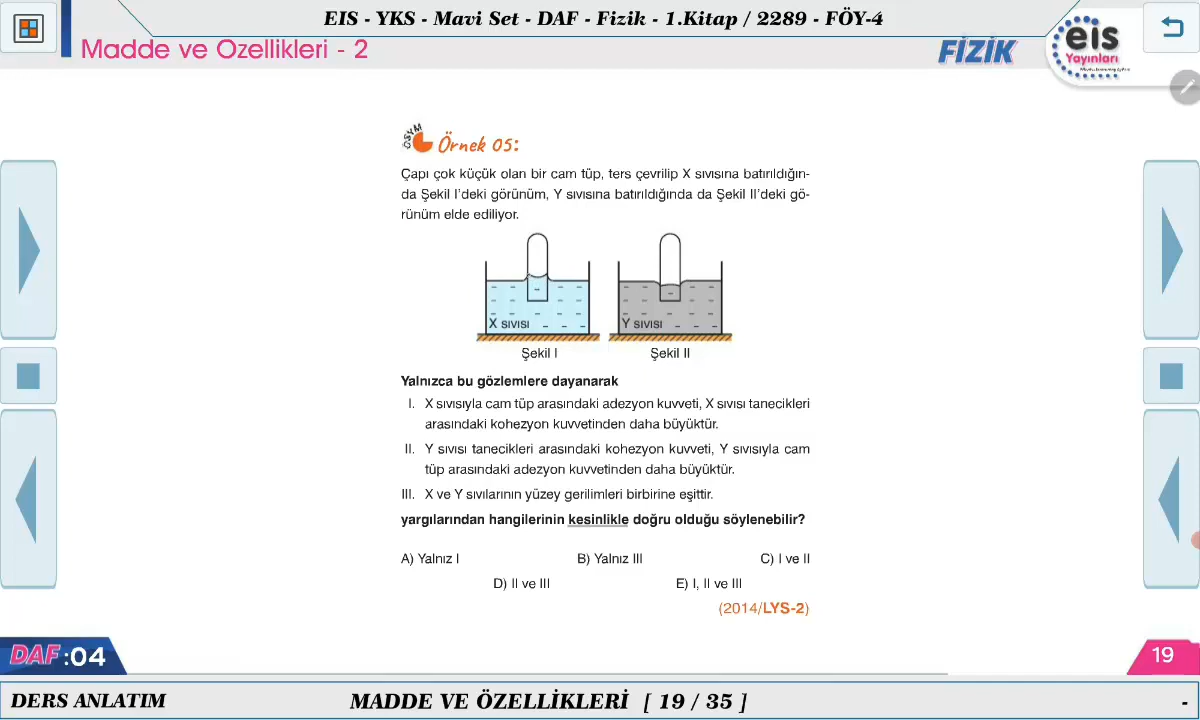 EIS - YKS - Mavi Set - DAF - Fizik - 1.Kitap / 2289 - FÖY-4
Madde ve Ozellikleri - 2
FİZİK
eis
Yayınları
ÖSYM
Örnek 05:
Çapı çok küçük olan bir cam tüp, ters çevrilip X sıvısına batırıldığın-
da Şekil I'deki görünüm, Y sıvısına batırıldığında da Şekil II'deki gö-
rünüm elde ediliyor.
X sıvısı
Y sıvısı
Şekil I
Şekil II
Yalnızca bu gözlemlere dayanarak
I. X sıvısıyla cam tüp arasındaki adezyon kuvveti, X sıvısı tanecikleri
arasındaki kohezyon kuvvetinden daha büyüktür.
II. Y sıvısı tanecikleri arasındaki kohezyon kuvveti, Y sıvısıyla cam
tüp arasındaki adezyon kuvvetinden daha büyüktür.
III. X ve Y sıvılarının yüzey gerilimleri birbirine eşittir.
yargılarından hangilerinin kesinlikle doğru olduğu söylenebilir?
A) Yalnız I B) Yalnız III C) I ve II
D) II ve III E) I, II ve III
(2014/LYS-2)
DAF :04
19
DERS ANLATIM
MADDE VE ÖZELLİKLERİ [ 19 / 35 ]
-